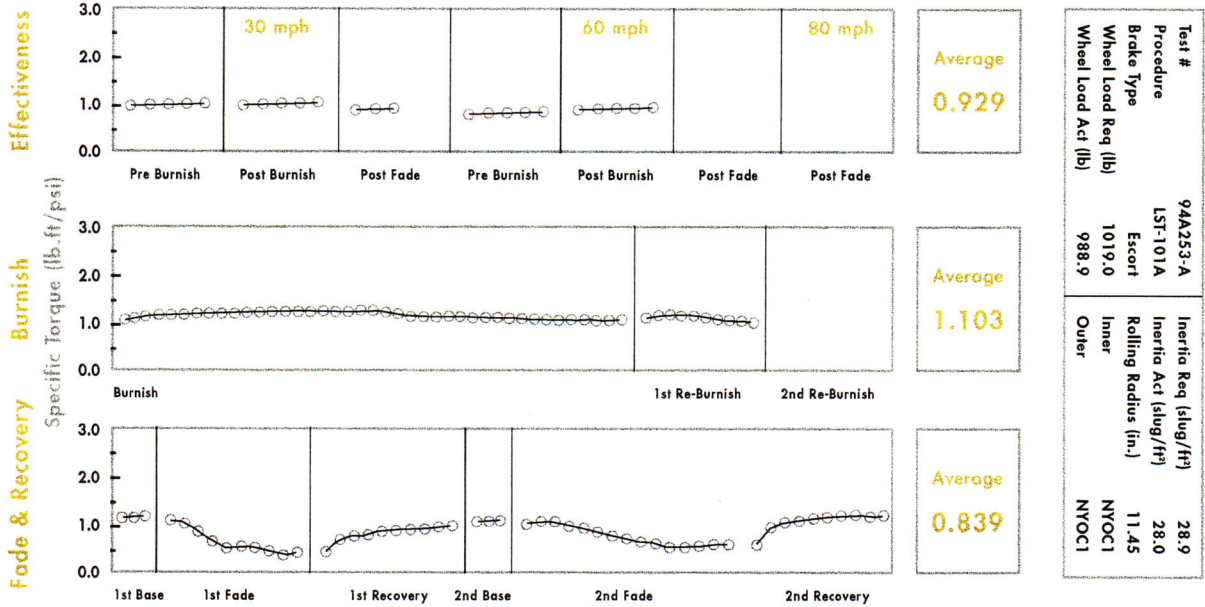 Effectiveness
3.0
2.0
1.0
0.0
30 mph
60 mph
80 mph
Pre Burnish
Post Burnish
Post Fade
Pre Burnish
Post Burnish
Post Fade
Post Fade
Average
0.929
Specific Torque (lb.ft/psi)
Burnish
3.0
2.0
1.0
0.0
Burnish
1st Re-Burnish
2nd Re-Burnish
Average
1.103
Fade & Recovery
3.0
2.0
1.0
0.0
1st Base
1st Fade
1st Recovery
2nd Base
2nd Fade
2nd Recovery
Average
0.839
Test # 94A253-A
Procedure LST-101A
Brake Type Escort
Wheel Load Req (lb) 1019.0
Wheel Load Act (lb) 988.9
Inertia Req (slug/ft²) 28.9
Inertia Act (slug/ft²) 28.0
Rolling Radius (in.) 11.45
Inner NYOC1
Outer NYOC1